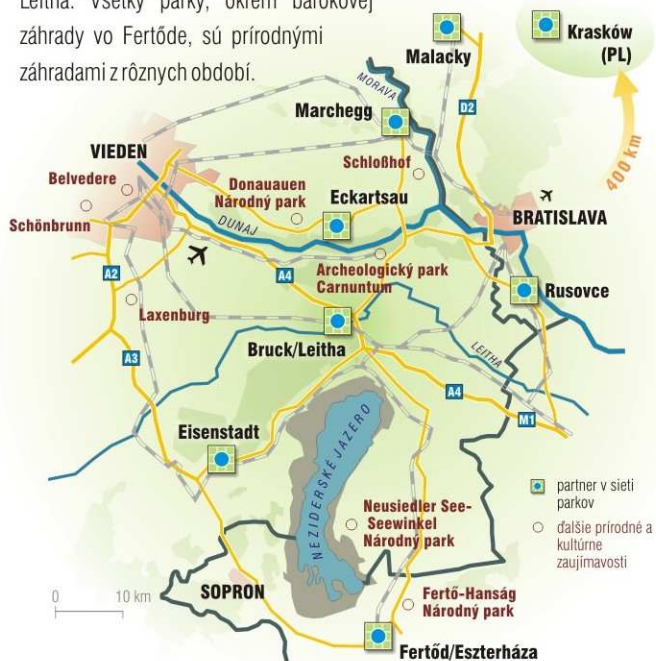 Leitha. Všetky parky, okrem barokovej
záhrady vo Fertőde, sú prírodnými
záhradami z rôznych období.
Krasków
(PL)
400 km
Malacky
D2
MORAVA
Marchegg
VIEDEN
Schloßhof
Belvedere
Donauauen
Národný park
Eckartsau
Schönbrunn
DUNAJ
BRATISLAVA
A2
A4
Archeologický park
Carnuntum
Rusovce
Laxenburg
Bruck/Leitha
LEITHA
A3
A4
M1
Eisenstadt
NEZIDERSKÉ JAZERO
partner v sieti
parkov
Neusiedler See-
Seewinkel
Národný park
ďalšie prírodné a
kultúrne
zaujímavosti
SOPRON
0 10 km
Fertő-Hanság
Národný park
Fertőd/Eszterháza